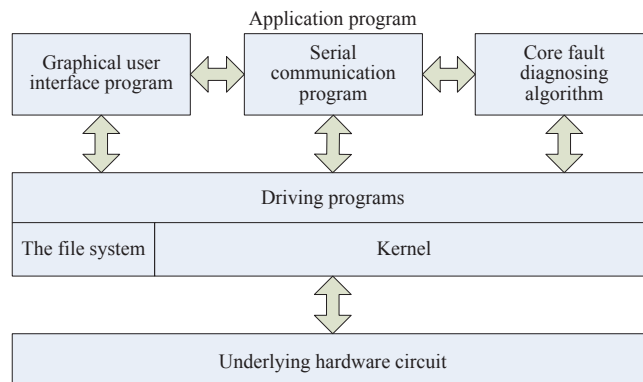 Application program
Graphical user
interface program
Serial
communication
program
Core fault
diagnosing
algorithm
Driving programs
The file system
Kernel
Underlying hardware circuit